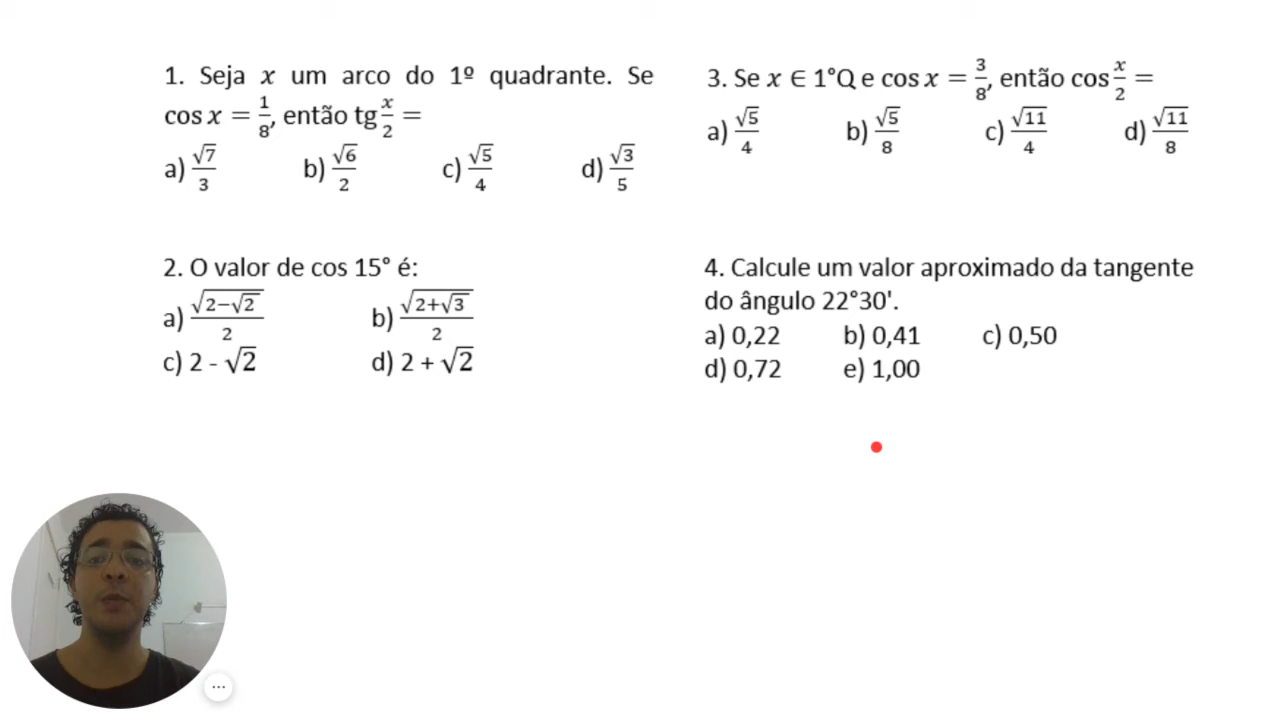 1. Seja x um arco do 1º quadrante. Se
cos x = 1/8, então tg x/2 =
a) √7/3 b) √6/2 c) √5/4 d) √3/5
2. O valor de cos 15° é:
a) √(2−√2)/2 b) √(2+√3)/2
c) 2 - √2 d) 2 + √2
3. Se x ∈ 1°Q e cos x = 3/8, então cos x/2 =
a) √5/4 b) √5/8 c) √11/4 d) √11/8
4. Calcule um valor aproximado da tangente
do ângulo 22°30'.
a) 0,22 b) 0,41 c) 0,50
d) 0,72 e) 1,00